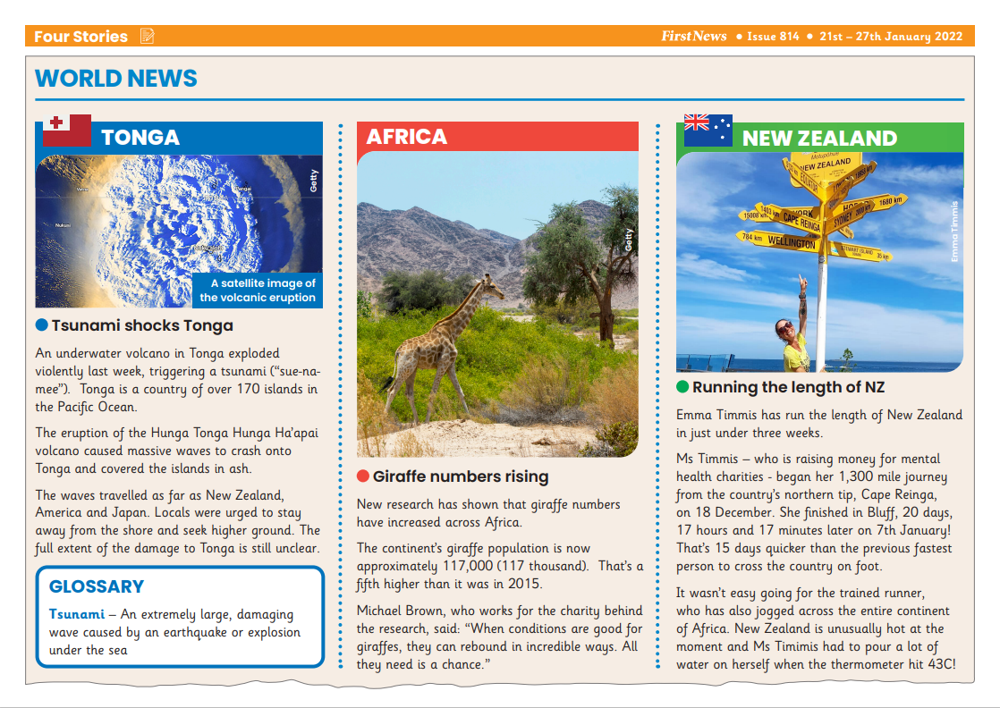 Four Stories
FirstNews • Issue 814 • 21st – 27th January 2022
WORLD NEWS
TONGA
Getty
A satellite image of
the volcanic eruption
Tsunami shocks Tonga
An underwater volcano in Tonga exploded
violently last week, triggering a tsunami (“sue-na-
mee”).  Tonga is a country of over 170 islands in
the Pacific Ocean.
The eruption of the Hunga Tonga Hunga Ha’apai
volcano caused massive waves to crash onto
Tonga and covered the islands in ash.
The waves travelled as far as New Zealand,
America and Japan. Locals were urged to stay
away from the shore and seek higher ground. The
full extent of the damage to Tonga is still unclear.
GLOSSARY
Tsunami – An extremely large, damaging
wave caused by an earthquake or explosion
under the sea
AFRICA
Getty
Giraffe numbers rising
New research has shown that giraffe numbers
have increased across Africa.
The continent’s giraffe population is now
approximately 117,000 (117 thousand).  That’s a
fifth higher than it was in 2015.
Michael Brown, who works for the charity behind
the research, said: “When conditions are good for
giraffes, they can rebound in incredible ways. All
they need is a chance.”
NEW ZEALAND
NEW ZEALAND
1680 km
SYDNEY
15008
1401 km
YORK
CAPE REINGA
784 km WELLINGTON
STEWART ISLAND 35 km
Emma Timmis
Running the length of NZ
Emma Timmis has run the length of New Zealand
in just under three weeks.
Ms Timmis – who is raising money for mental
health charities - began her 1,300 mile journey
from the country’s northern tip, Cape Reinga,
on 18 December. She finished in Bluff, 20 days,
17 hours and 17 minutes later on 7th January!
That’s 15 days quicker than the previous fastest
person to cross the country on foot.
It wasn’t easy going for the trained runner,
who has also jogged across the entire continent
of Africa. New Zealand is unusually hot at the
moment and Ms Timimis had to pour a lot of
water on herself when the thermometer hit 43C!